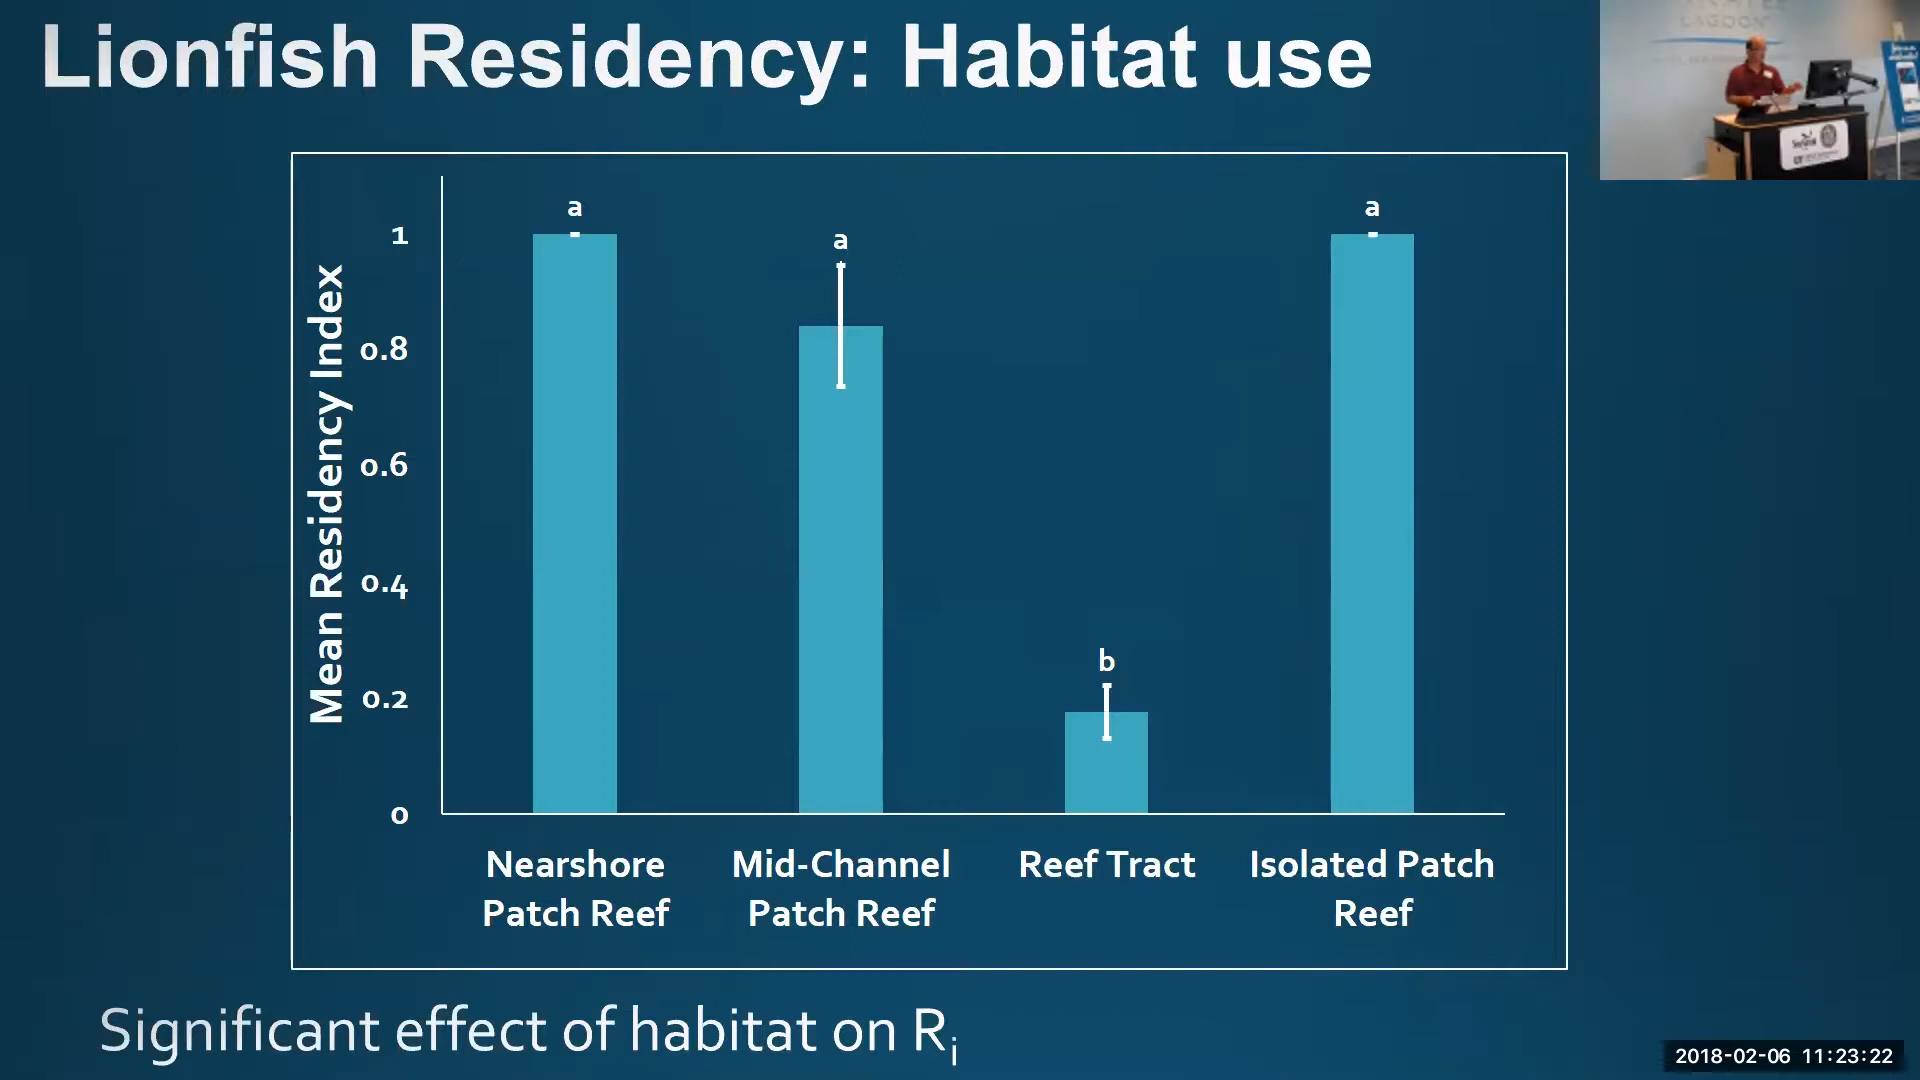 Lionfish Residency: Habitat use
LAGOON
Mean Residency Index
1
0.8
0.6
0.4
0.2
0
a
a
b
a
Nearshore
Patch Reef
Mid-Channel
Patch Reef
Reef Tract
Isolated Patch
Reef
Significant effect of habitat on Ri
2018-02-06 11:23:22